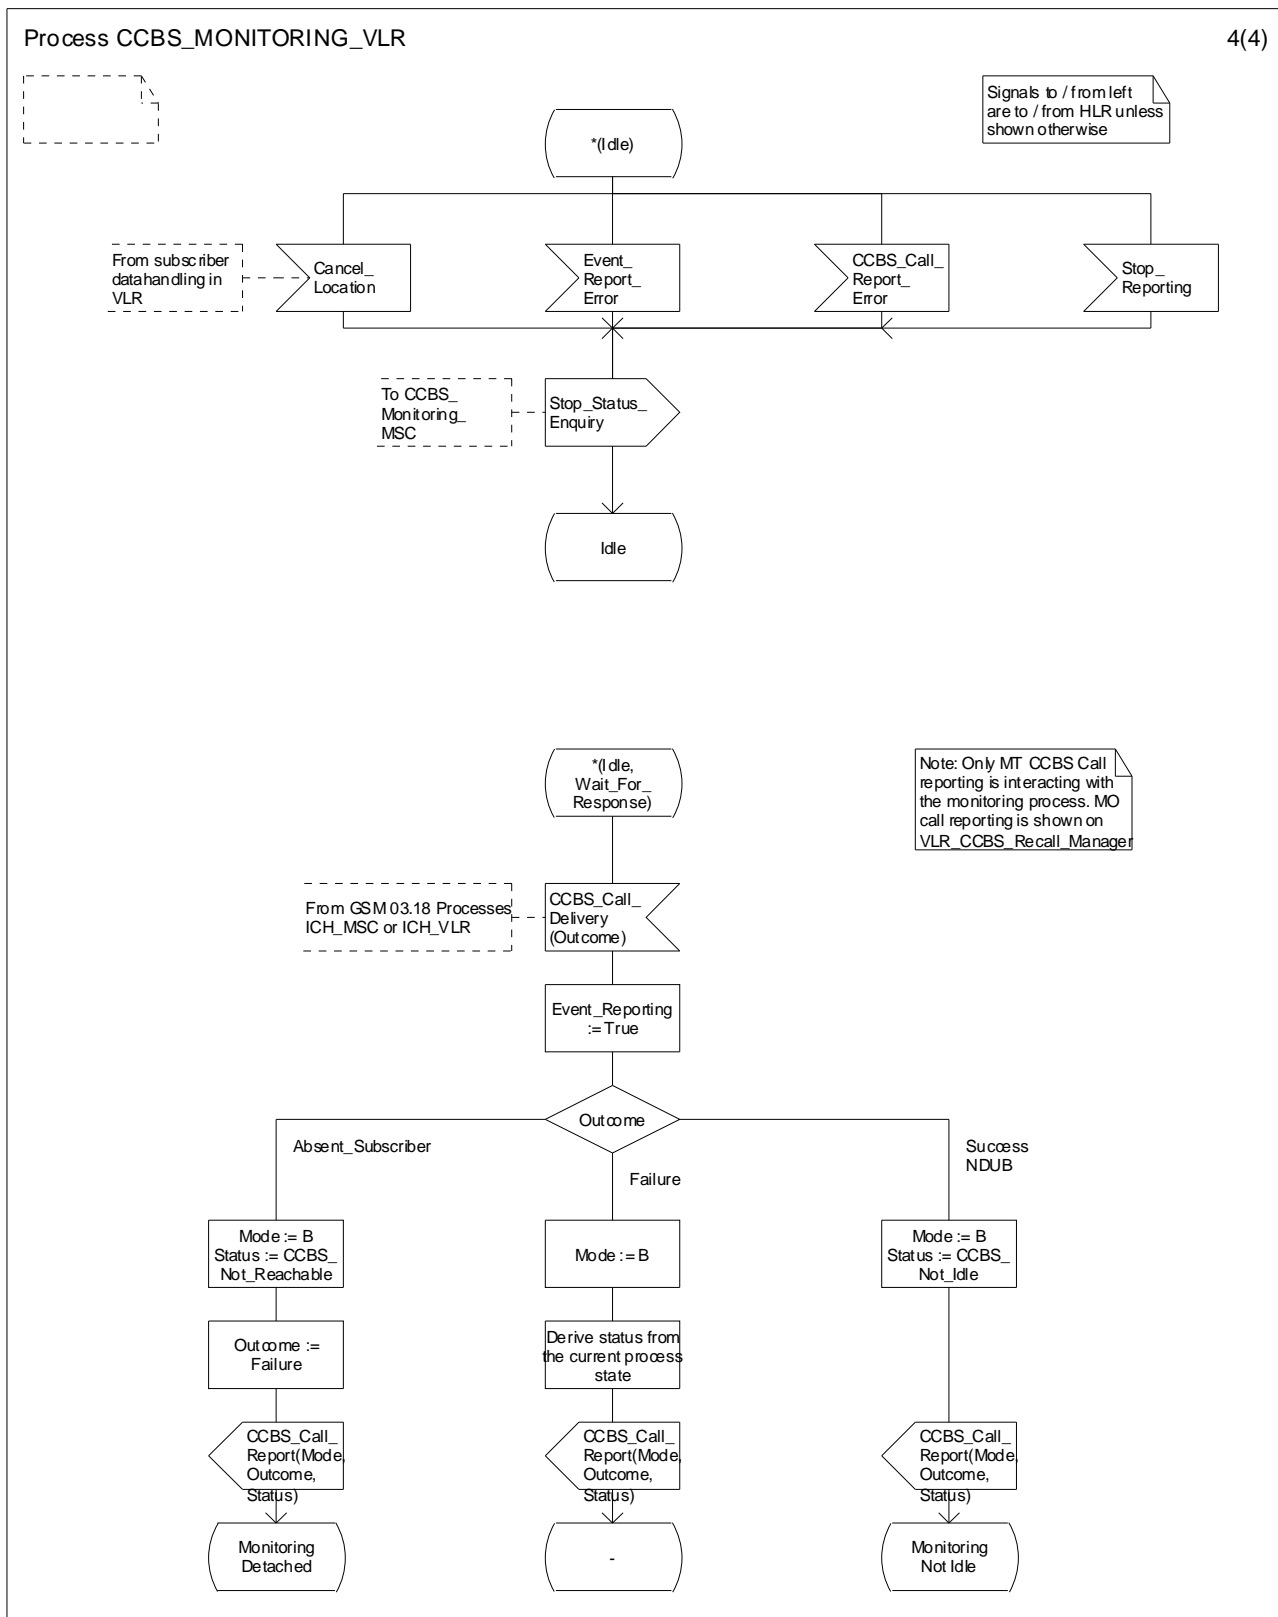 Process CCBS_MONITORING_VLR
4(4)
Signals to / from left
are to / from HLR unless
shown otherwise
*(Idle)
From subscriber
datahandling in
VLR
Cancel_
Location
Event_
Report_
Error
CCBS_Call_
Report_
Error
Stop_
Reporting
To CCBS_
Monitoring_
MSC
Stop_Status_
Enquiry
Idle
*(Idle,
Wait_For_
Response)
Note: Only MT CCBS Call
reporting is interacting with
the monitoring process. MO
call reporting is shown on
VLR_CCBS_Recall_Manager
From GSM 03.18 Processes
ICH_MSC or ICH_VLR
CCBS_Call_
Delivery
(Outcome)
Event_Reporting
:= True
Outcome
Absent_Subscriber
Failure
Success
NDUB
Mode := B
Status := CCBS_
Not_Reachable
Mode := B
Mode := B
Status := CCBS_
Not_Idle
Outcome :=
Failure
Derive status from
the current process
state
CCBS_Call_
Report(Mode,
Outcome,
Status)
CCBS_Call_
Report(Mode,
Outcome,
Status)
CCBS_Call_
Report(Mode,
Outcome,
Status)
Monitoring
Detached
-
Monitoring
Not Idle